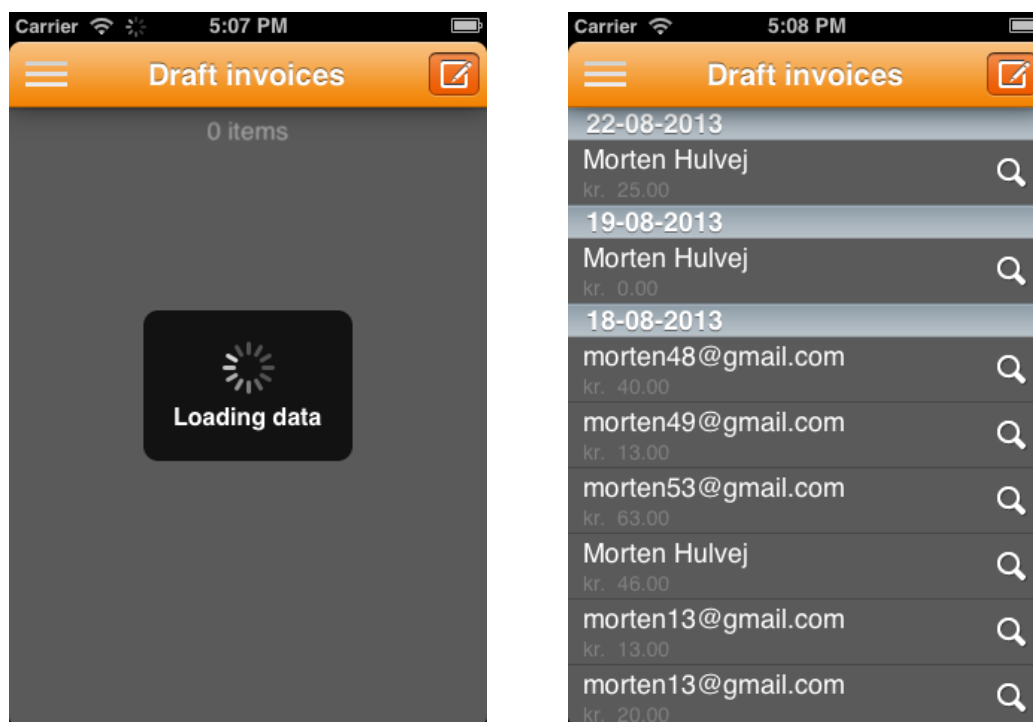 Carrier 5:07 PM
Draft invoices
0 items
Loading data
Carrier 5:08 PM
Draft invoices
22-08-2013
Morten Hulvej
kr. 25.00
19-08-2013
Morten Hulvej
kr. 0.00
18-08-2013
morten48@gmail.com
kr. 40.00
morten49@gmail.com
kr. 13.00
morten53@gmail.com
kr. 63.00
Morten Hulvej
kr. 46.00
morten13@gmail.com
kr. 13.00
morten13@gmail.com
kr. 20.00